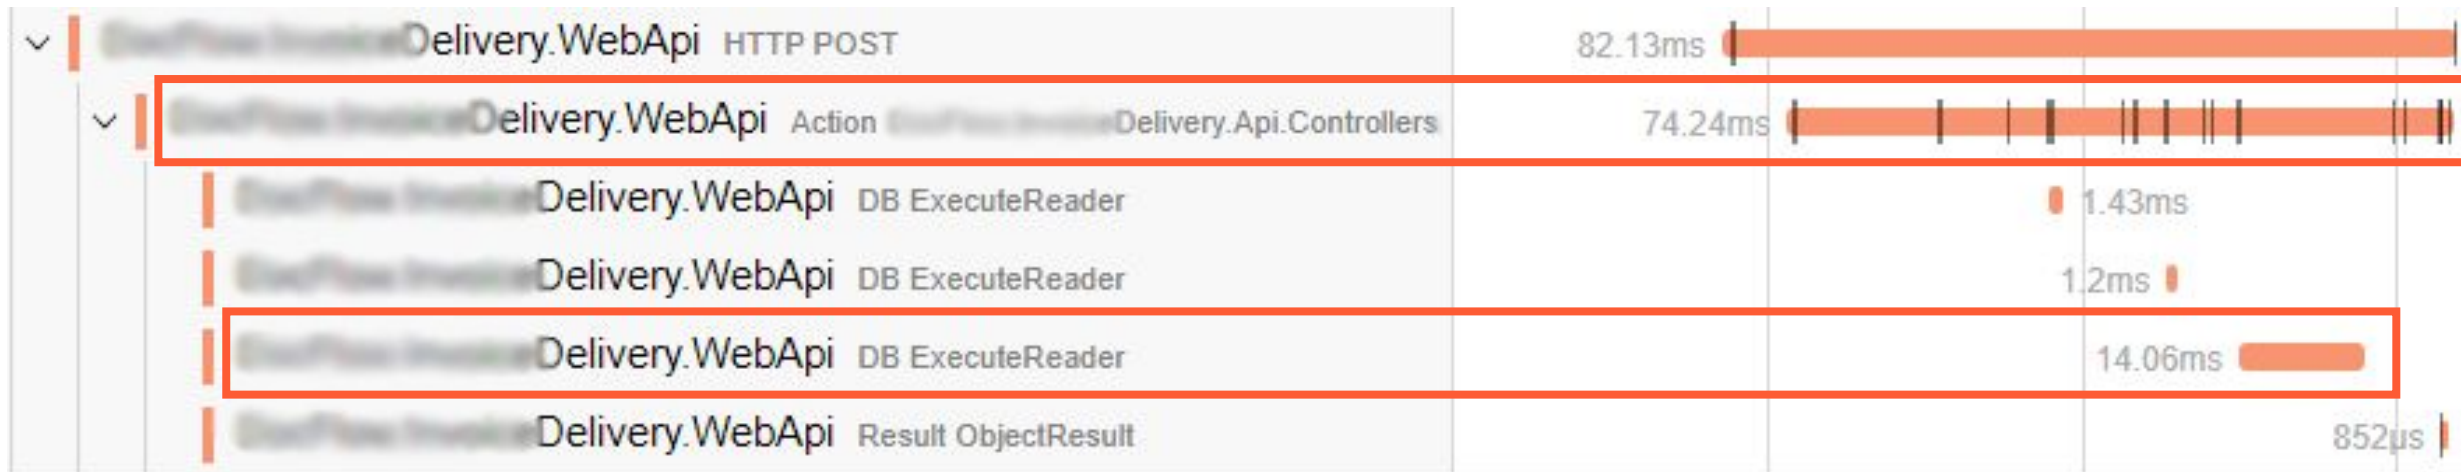 Delivery.WebApi HTTP POST 82.13ms
Delivery.WebApi Action Delivery.Api.Controllers 74.24ms
Delivery.WebApi DB ExecuteReader 1.43ms
Delivery.WebApi DB ExecuteReader 1.2ms
Delivery.WebApi DB ExecuteReader 14.06ms
Delivery.WebApi Result ObjectResult 852µs